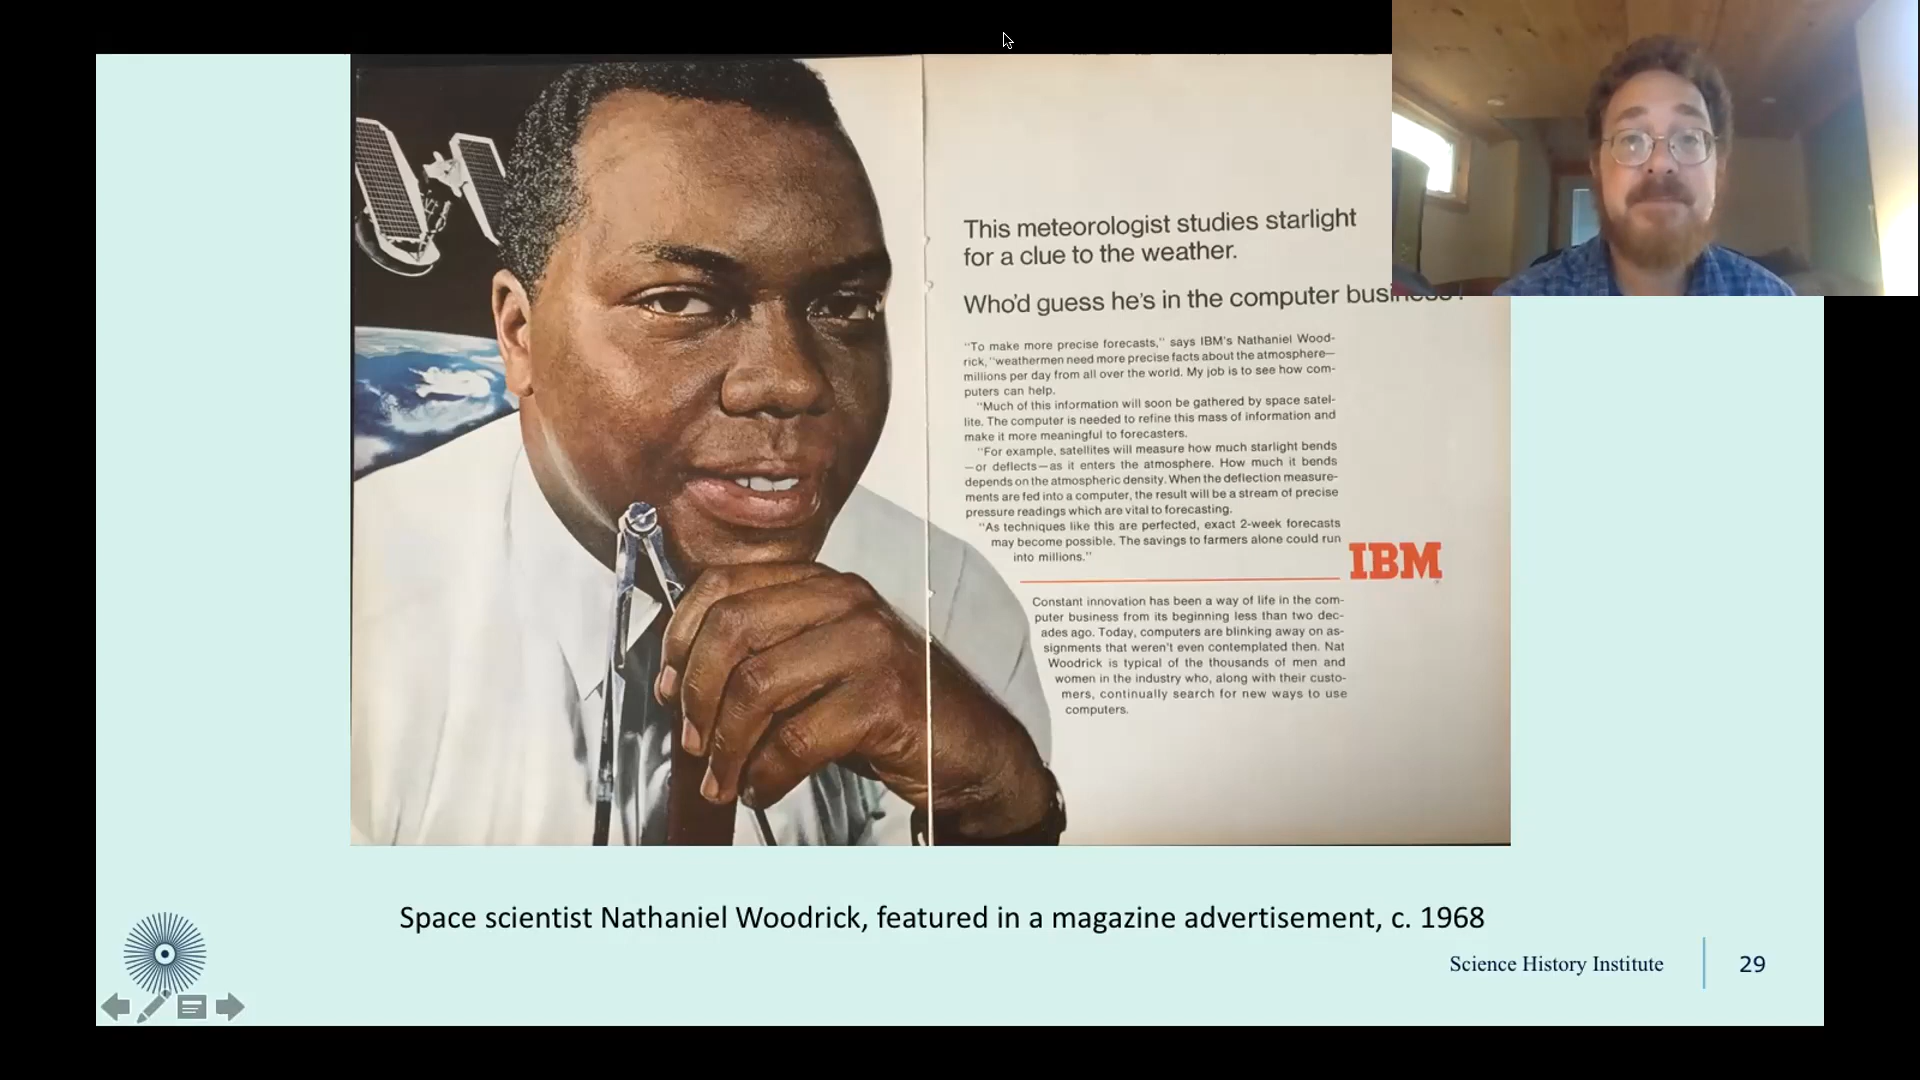 This meteorologist studies starlight
for a clue to the weather.
Who'd guess he's in the computer business?
"To make more precise forecasts," says IBM's Nathaniel Wood-
rick, "weathermen need more precise facts about the atmosphere—
millions per day from all over the world. My job is to see how com-
puters can help.
"Much of this information will soon be gathered by space satel-
lite. The computer is needed to refine this mass of information and
make it more meaningful to forecasters.
"For example, satellites will measure how much starlight bends
—or deflects—as it enters the atmosphere. How much it bends
depends on the atmospheric density. When the deflection measure-
ments are fed into a computer, the result will be a stream of precise
pressure readings which are vital to forecasting.
"As techniques like this are perfected, exact 2-week forecasts
may become possible. The savings to farmers alone could run
into millions."
IBM
Constant innovation has been a way of life in the com-
puter business from its beginning less than two dec-
ades ago. Today, computers are blinking away on as-
signments that weren't even contemplated then. Nat
Woodrick is typical of the thousands of men and
women in the industry who, along with their custo-
mers, continually search for new ways to use
computers.
Space scientist Nathaniel Woodrick, featured in a magazine advertisement, c. 1968
Science History Institute
29